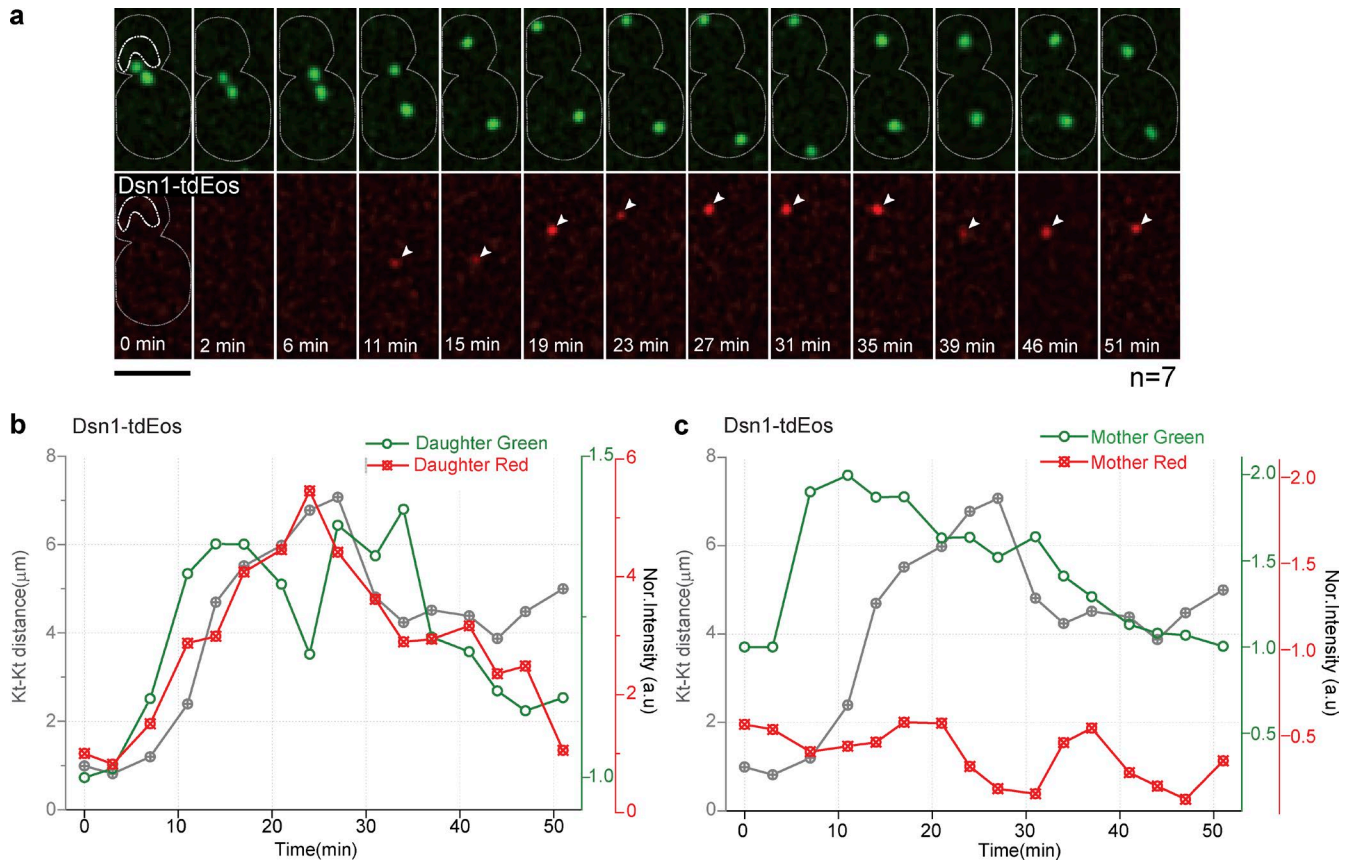 a
Dsn1-tdEos
0 min 2 min 6 min 11 min 15 min 19 min 23 min 27 min 31 min 35 min 39 min 46 min 51 min
n=7
b Dsn1-tdEos
Daughter Green
Daughter Red
8
6
4
2
0
Kt-Kt distance(μm)
1.5
1.0
6
4
2
0
Nor.Intensity (a.u)
0 10 20 30 40 50
Time(min)
c Dsn1-tdEos
Mother Green
Mother Red
8
6
4
2
0
Kt-Kt distance(μm)
2.0
1.5
1.0
0.5
0
2.0
1.5
1.0
0.5
Nor.Intensity (a.u)
0 10 20 30 40 50
Time(min)